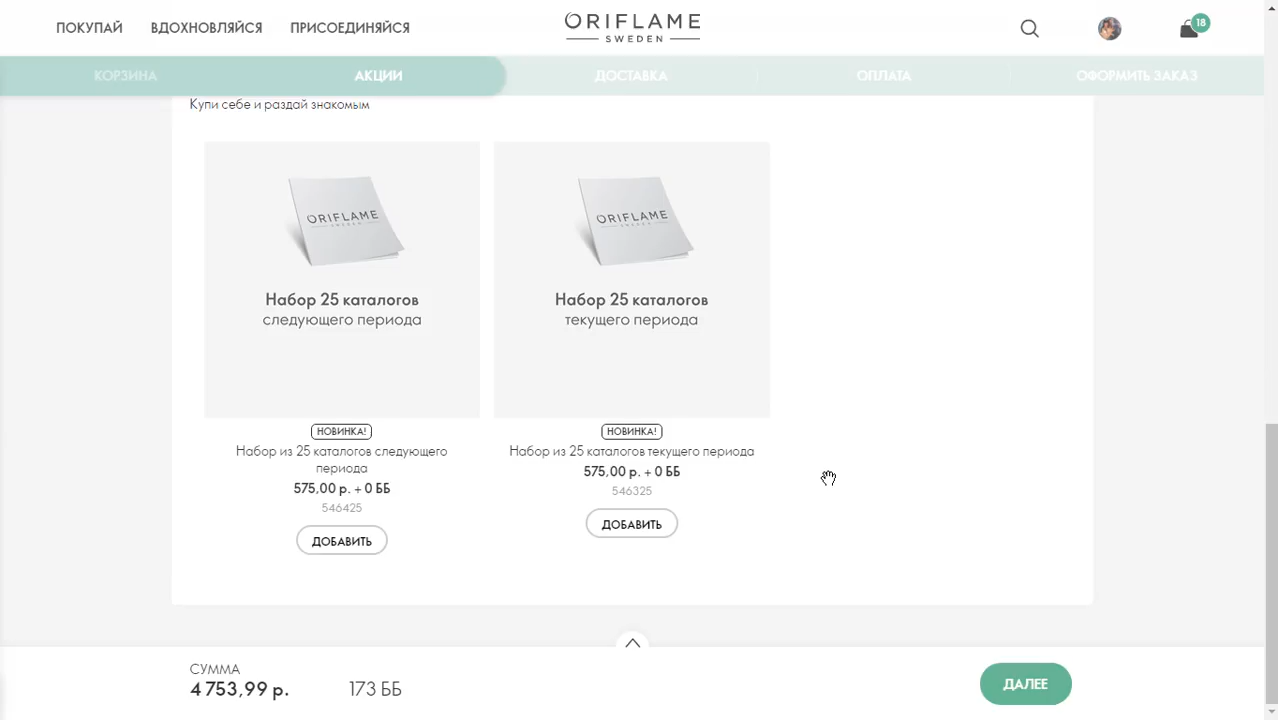 ПОКУПАЙ ВДОХНОВЛЯЙСЯ ПРИСОЕДИНЯЙСЯ
ORIFLAME
SWEDEN
18
КОРЗИНА АКЦИИ ДОСТАВКА ОПЛАТА ОФОРМИТЬ ЗАКАЗ
Купи себе и раздай знакомым
ORIFLAME
SWEDEN
Набор 25 каталогов
следующего периода
НОВИНКА!
Набор из 25 каталогов следующего
периода
575,00 р. + 0 ББ
546425
ДОБАВИТЬ
ORIFLAME
SWEDEN
Набор 25 каталогов
текущего периода
НОВИНКА!
Набор из 25 каталогов текущего периода
575,00 р. + 0 ББ
546325
ДОБАВИТЬ
СУММА
4 753,99 р. 173 ББ
ДАЛЕЕ